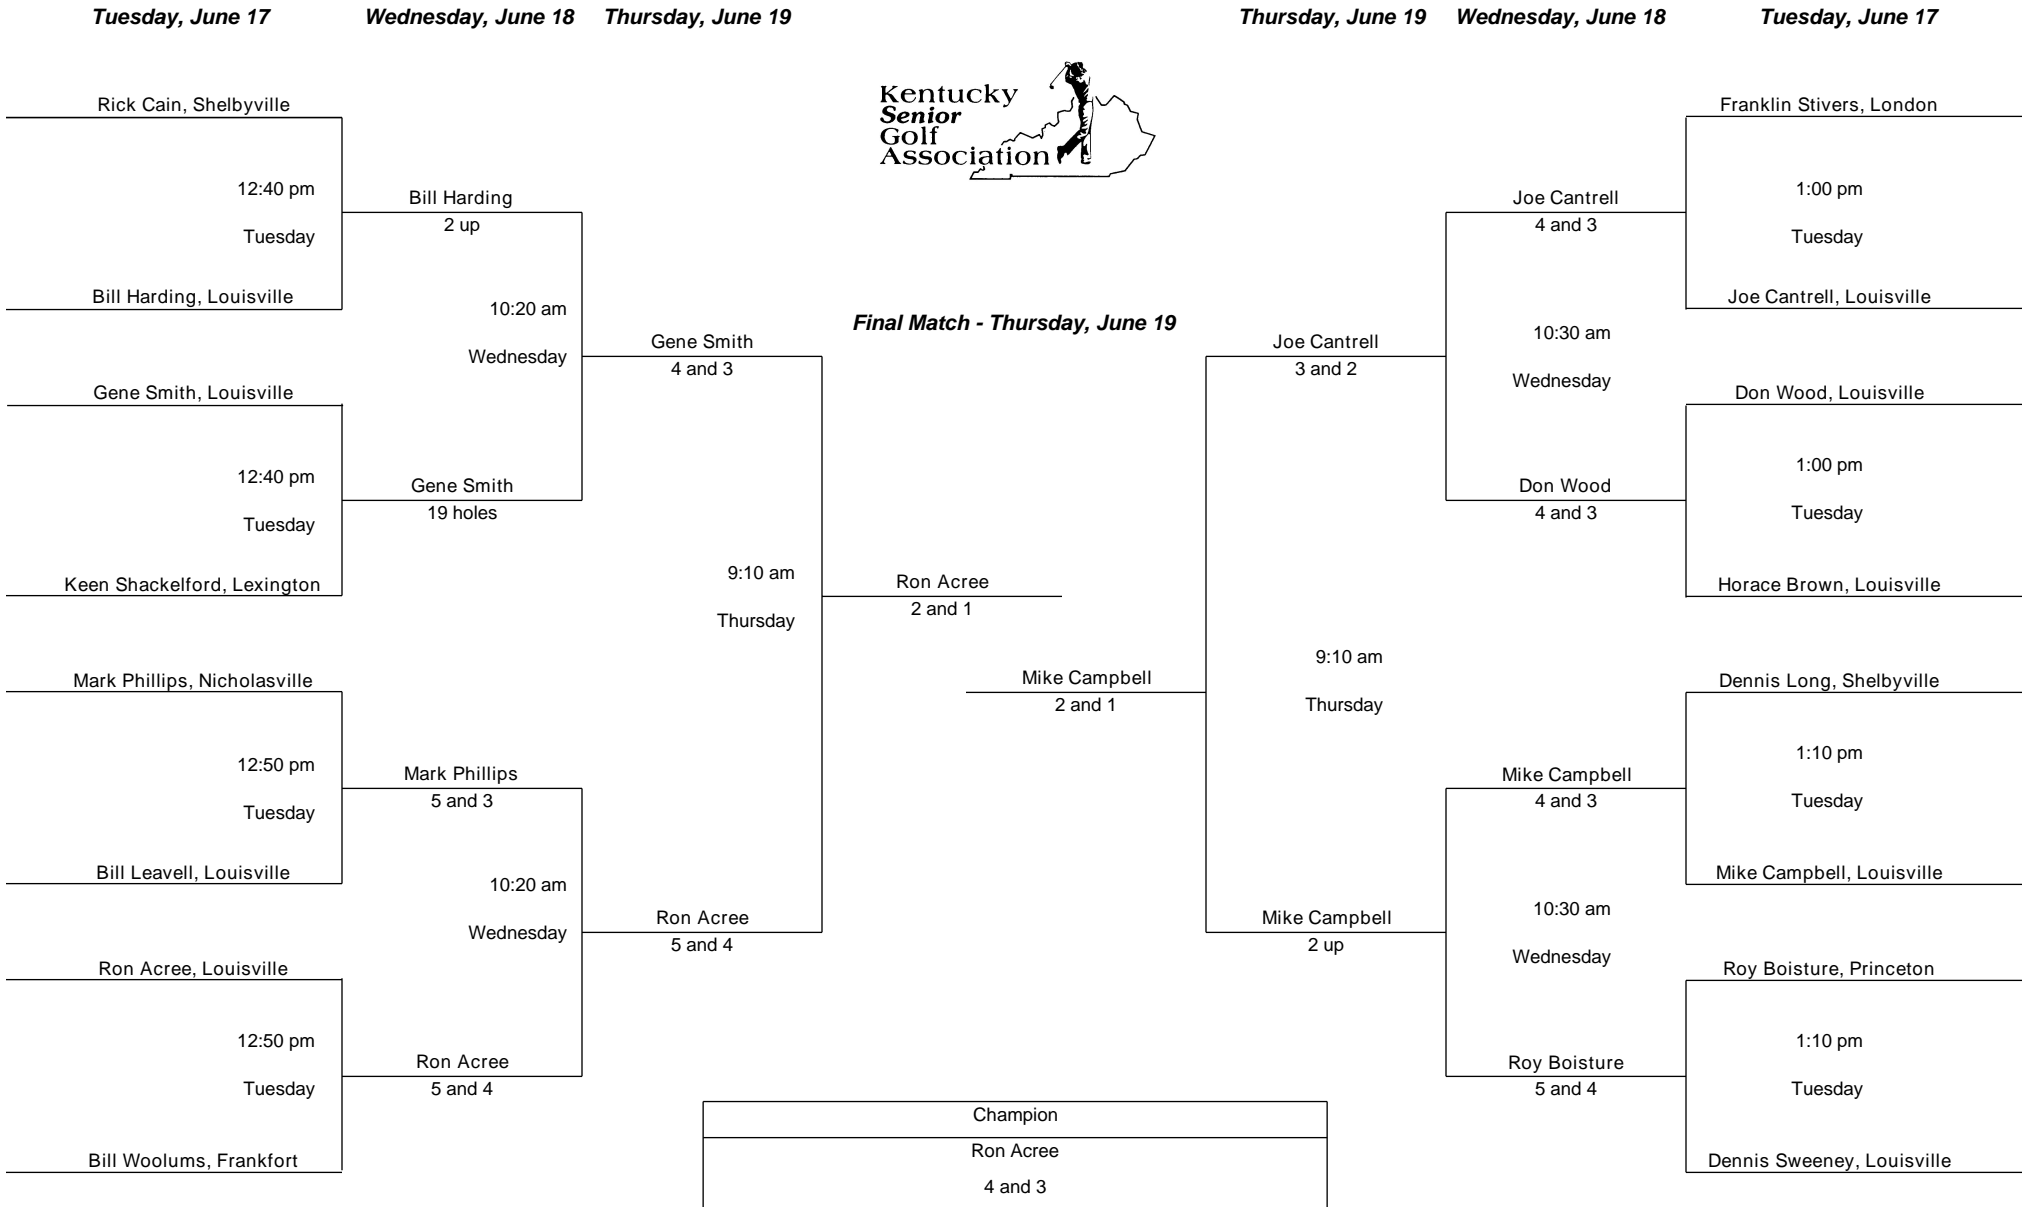 Tuesday, June 17 Wednesday, June 18 Thursday, June 19 Thursday, June 19 Wednesday, June 18 Tuesday, June 17
Kentucky
Senior
Golf
Association
Rick Cain, Shelbyville
12:40 pm
Tuesday
Bill Harding, Louisville
Gene Smith, Louisville
12:40 pm
Tuesday
Keen Shackelford, Lexington
Mark Phillips, Nicholasville
12:50 pm
Tuesday
Bill Leavell, Louisville
Ron Acree, Louisville
12:50 pm
Tuesday
Bill Woolums, Frankfort
Bill Harding
2 up
10:20 am
Wednesday
Gene Smith
19 holes
Mark Phillips
5 and 3
10:20 am
Wednesday
Ron Acree
5 and 4
Gene Smith
4 and 3
9:10 am
Thursday
Ron Acree
5 and 4
Final Match - Thursday, June 19
Ron Acree
2 and 1
Mike Campbell
2 and 1
Champion
Ron Acree
4 and 3
Joe Cantrell
3 and 2
9:10 am
Thursday
Mike Campbell
2 up
Joe Cantrell
4 and 3
10:30 am
Wednesday
Don Wood
4 and 3
Mike Campbell
4 and 3
10:30 am
Wednesday
Roy Boisture
5 and 4
Franklin Stivers, London
1:00 pm
Tuesday
Joe Cantrell, Louisville
Don Wood, Louisville
1:00 pm
Tuesday
Horace Brown, Louisville
Dennis Long, Shelbyville
1:10 pm
Tuesday
Mike Campbell, Louisville
Roy Boisture, Princeton
1:10 pm
Tuesday
Dennis Sweeney, Louisville